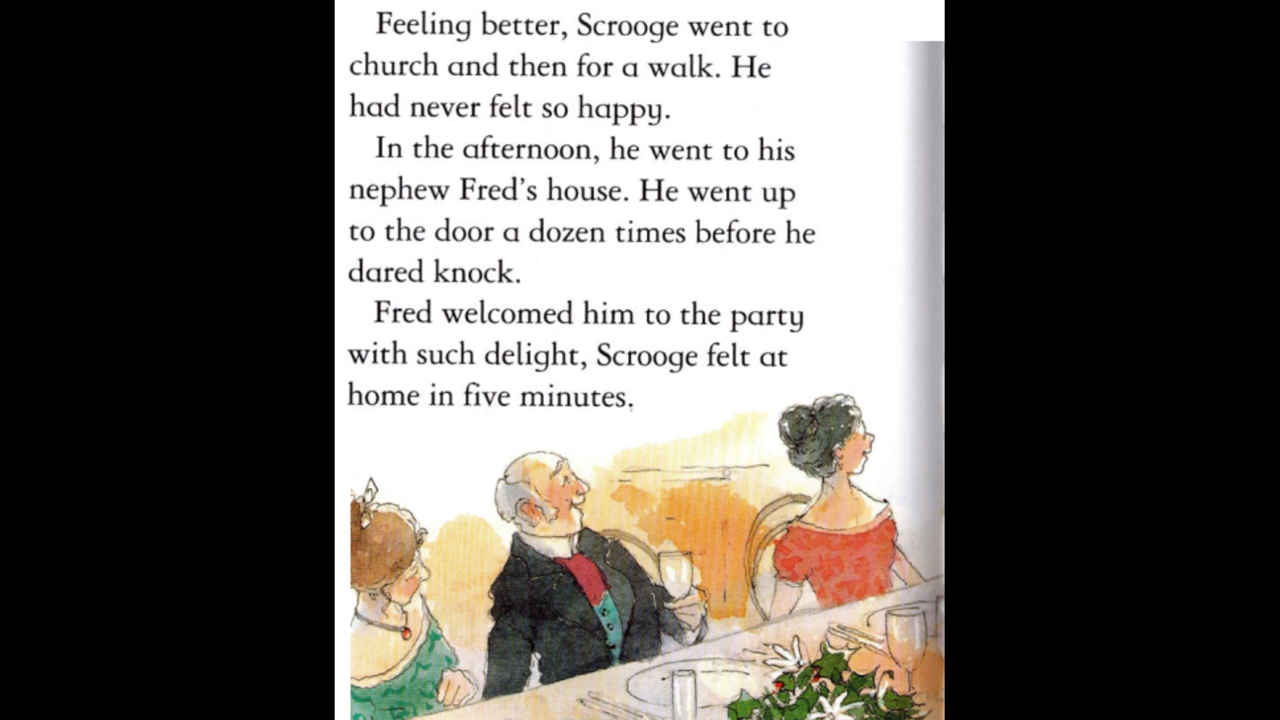 Feeling better, Scrooge went to
church and then for a walk. He
had never felt so happy.
In the afternoon, he went to his
nephew Fred’s house. He went up
to the door a dozen times before he
dared knock.
Fred welcomed him to the party
with such delight, Scrooge felt at
home in five minutes.